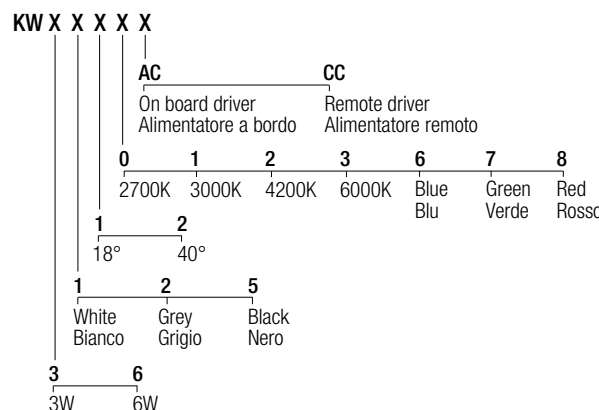 KW X X X X X
AC CC
On board driver Remote driver
Alimentatore a bordo Alimentatore remoto
0 1 2 3 6 7 8
2700K 3000K 4200K 6000K Blue Green Red
Blu Verde Rosso
1 2
18° 40°
1 2 5
White Grey Black
Bianco Grigio Nero
3 6
3W 6W